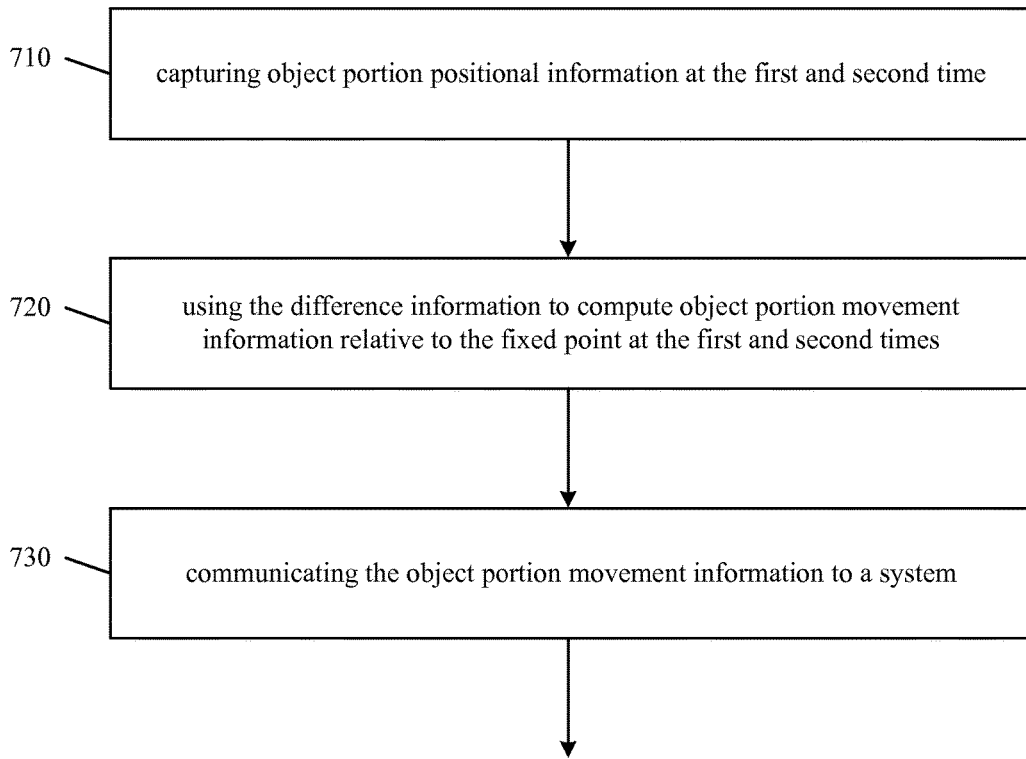 710
capturing object portion positional information at the first and second time
720
using the difference information to compute object portion movement
information relative to the fixed point at the first and second times
730
communicating the object portion movement information to a system